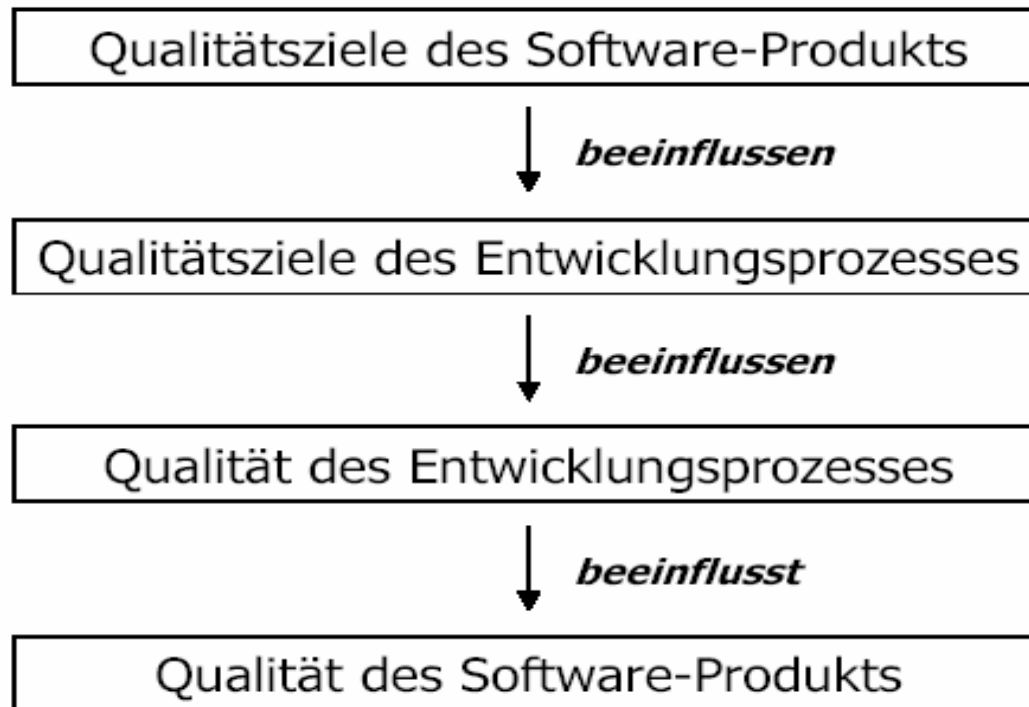 Qualitätsziele des Software-Produkts
beeinflussen
Qualitätsziele des Entwicklungsprozesses
beeinflussen
Qualität des Entwicklungsprozesses
beeinflusst
Qualität des Software-Produkts